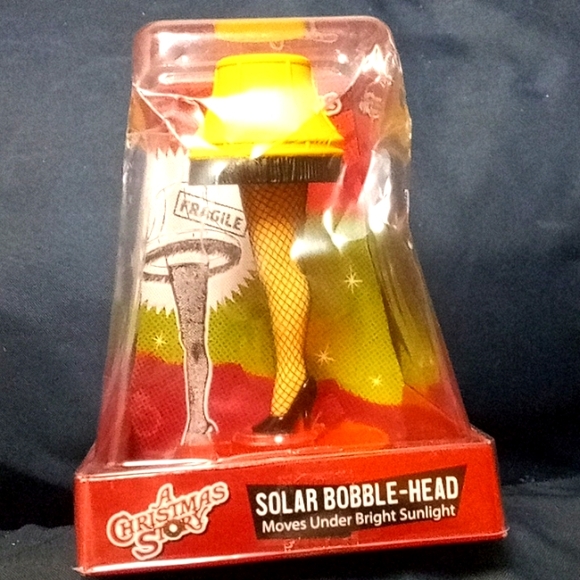 FRAGILE
A
CHRISTMAS
STORY
SOLAR BOBBLE-HEAD
Moves Under Bright Sunlight